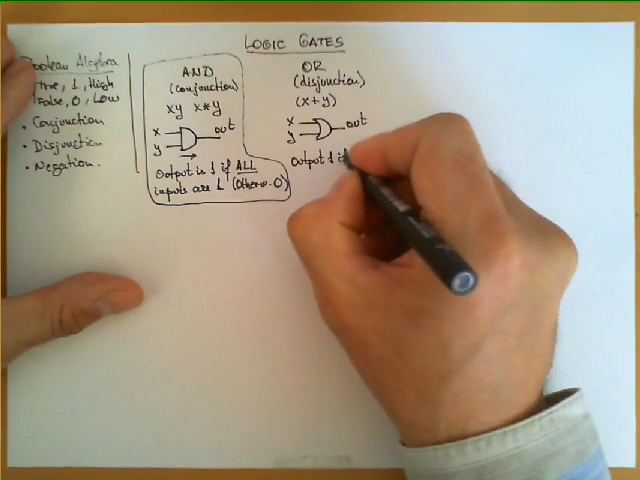 LOGIC GATES
Boolean Algebra
True, 1, High
False, 0, Low
• Conjunction
• Disjunction
• Negation.
AND
(conjunction)
xy x*y
x
y
out
Output is 1 if ALL
inputs are 1 (Otherw. 0)
OR
(disjunction)
(x+y)
x
y
out
Output 1 if